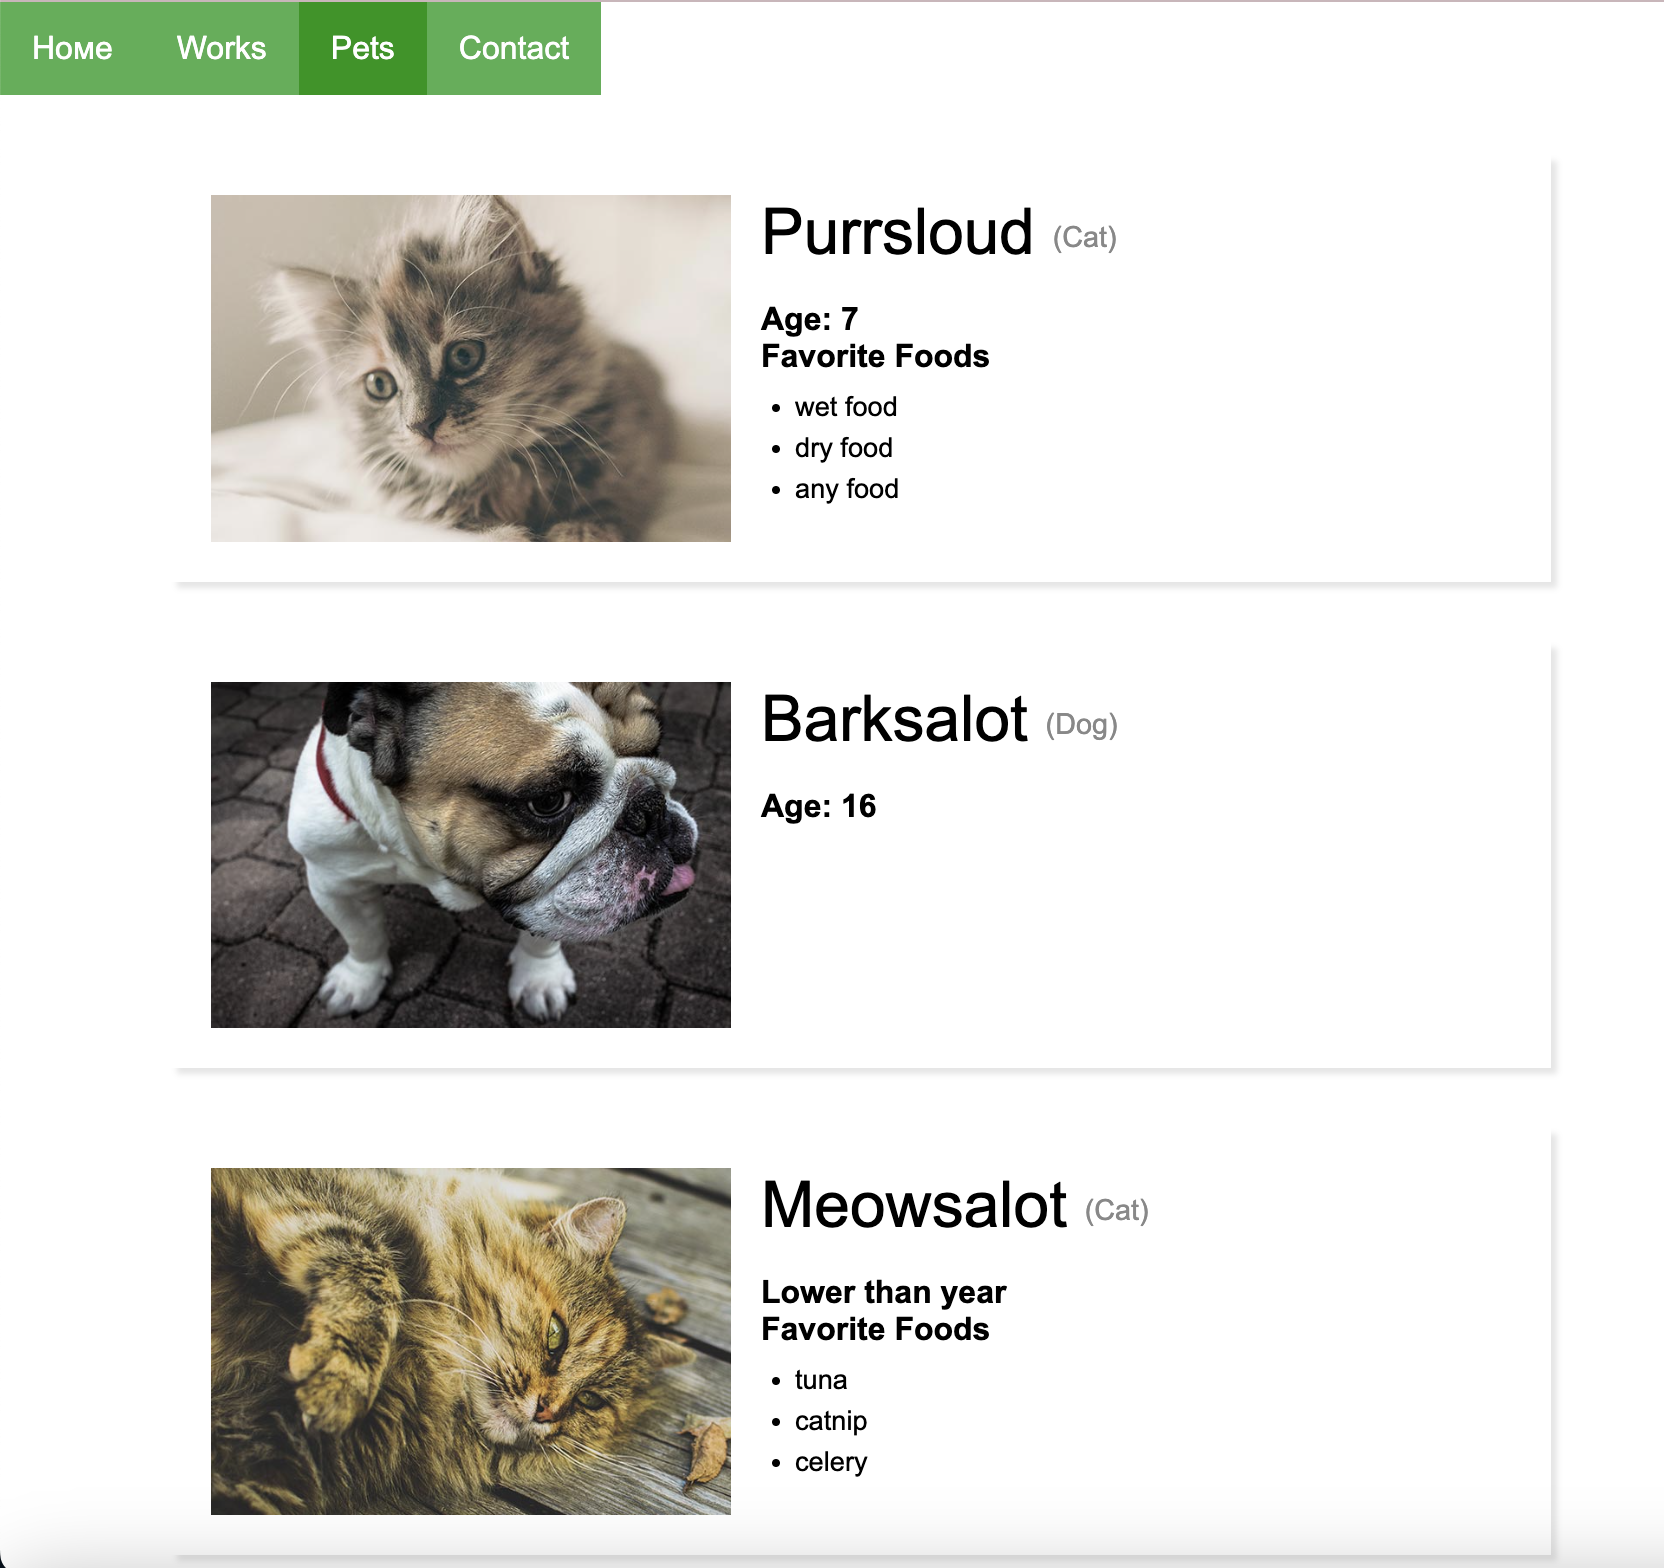 Hoмe Works Pets Contact
Purrsloud (Cat)
Age: 7
Favorite Foods
• wet food
• dry food
• any food
Barksalot (Dog)
Age: 16
Meowsalot (Cat)
Lower than year
Favorite Foods
• tuna
• catnip
• celery